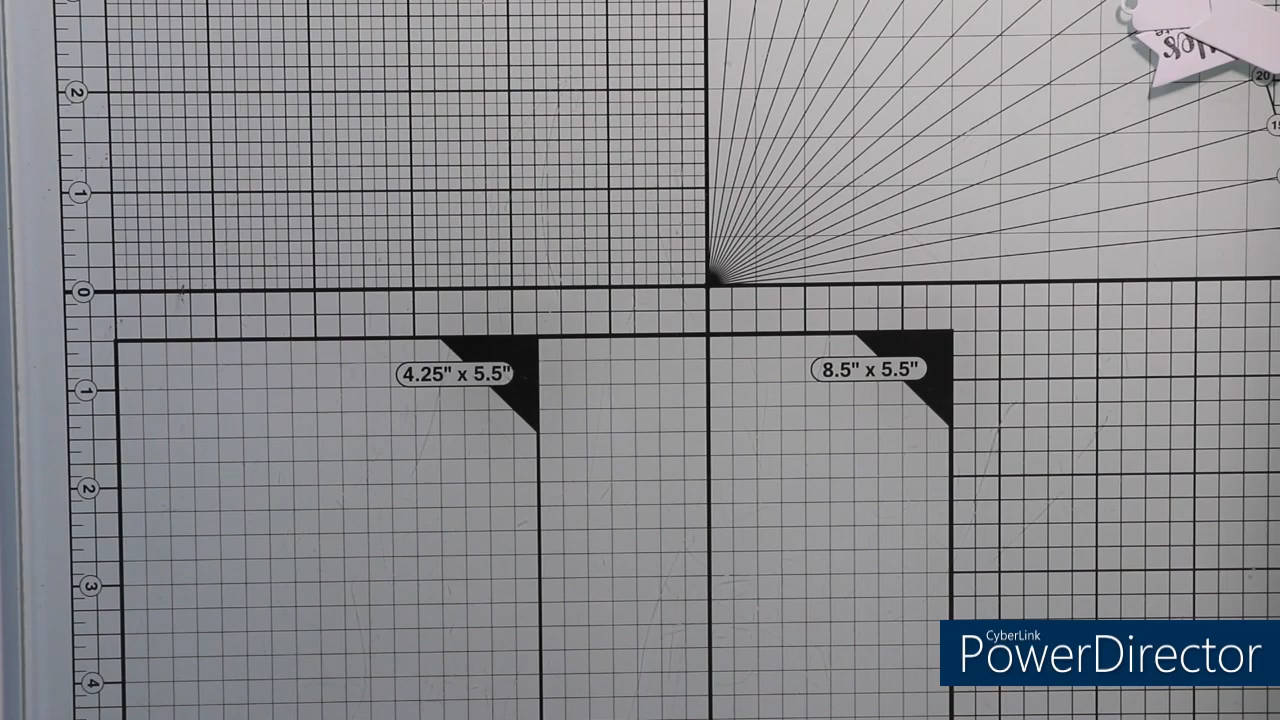 20
2
15
1
0
4.25" x 5.5"
8.5" x 5.5"
1
2
3
4
CyberLink
PowerDirector